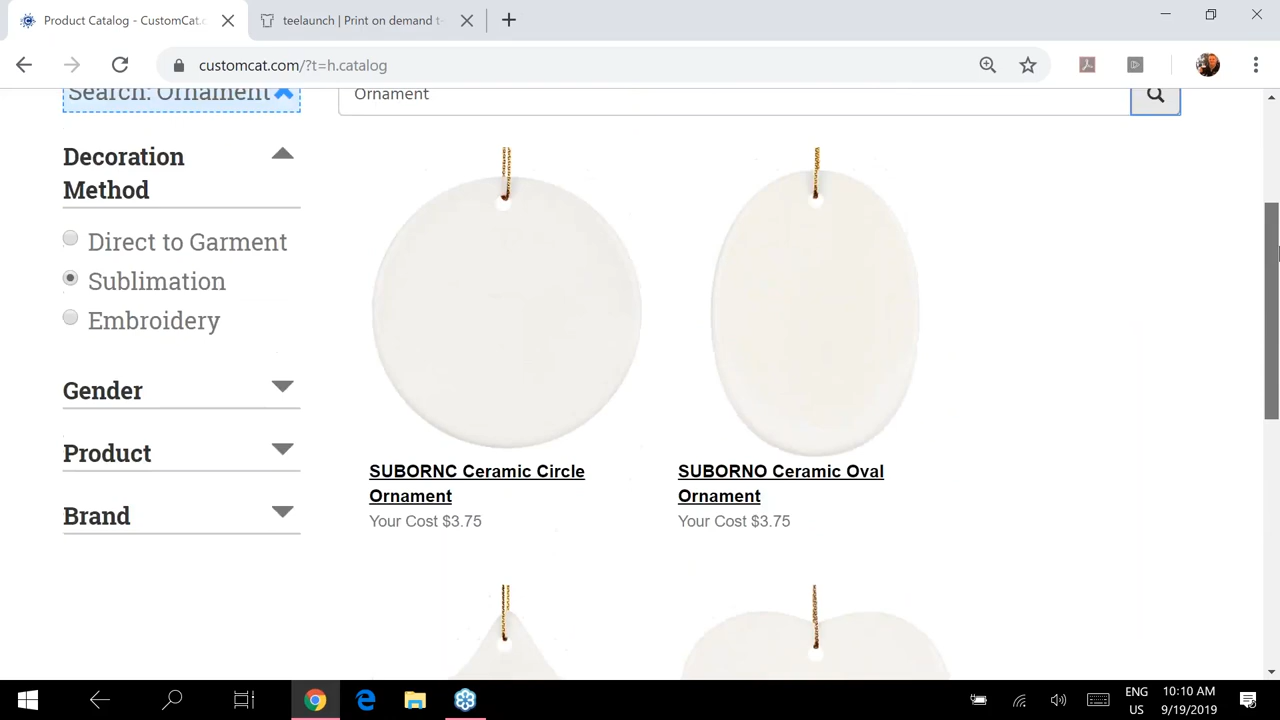 Product Catalog - CustomCat.c
teelaunch | Print on demand t-
customcat.com/?t=h.catalog
Search: Ornament
Ornament
Decoration
Method
Direct to Garment
Sublimation
Embroidery
Gender
Product
Brand
SUBORNC Ceramic Circle
Ornament
Your Cost $3.75
SUBORNO Ceramic Oval
Ornament
Your Cost $3.75
ENG
US
10:10 AM
9/19/2019